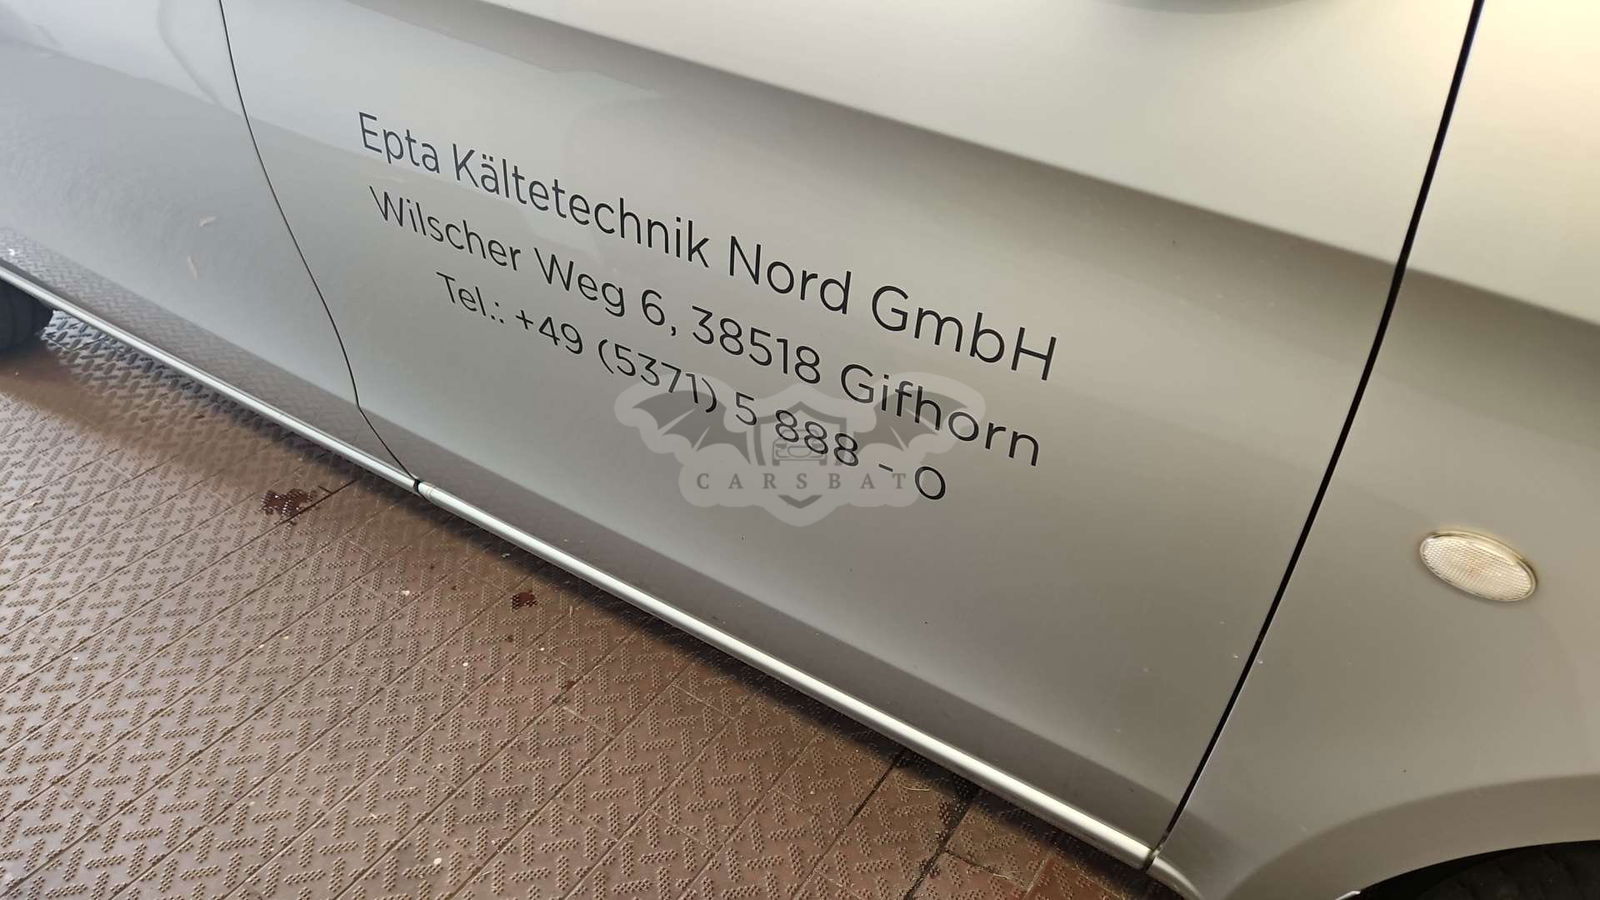 Epta Kältetechnik Nord GmbH
Wilscher Weg 6, 38518 Gifhorn
Tel.: +49 (5371) 5 888 - 0
CARSBAT